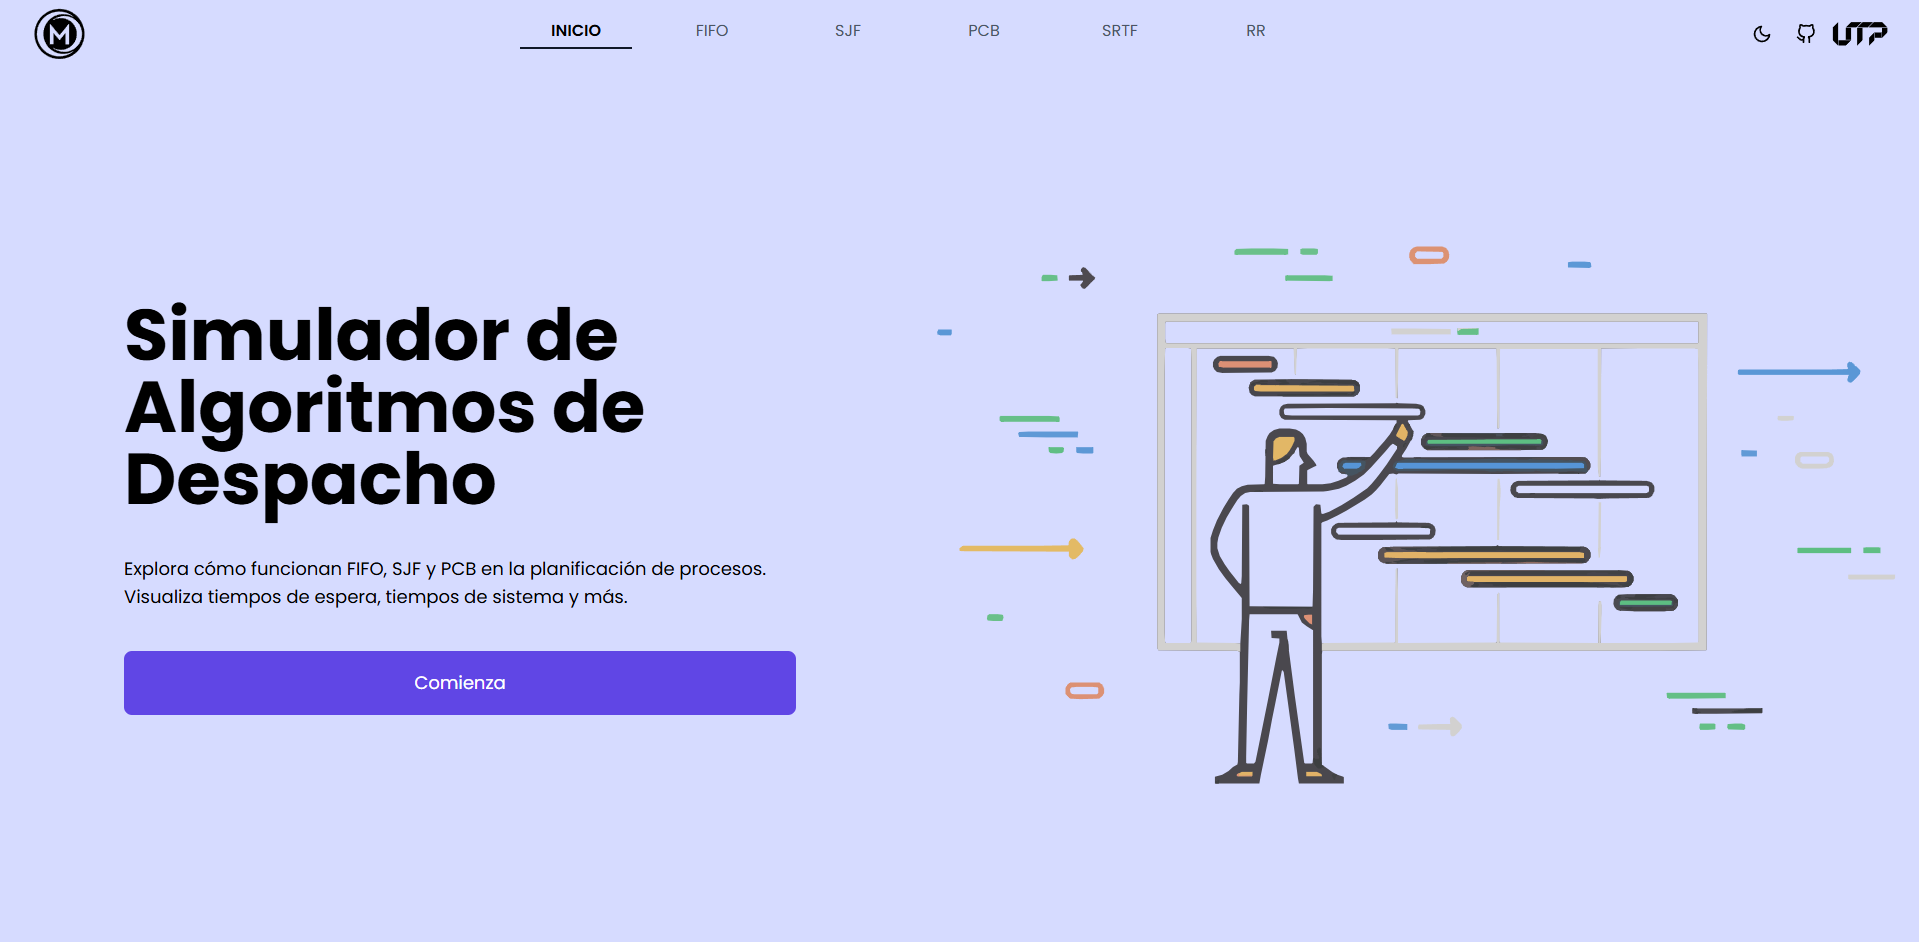 M
INICIO
FIFO
SJF
PCB
SRTF
RR
UTP
Simulador de
Algoritmos de
Despacho
Explora cómo funcionan FIFO, SJF y PCB en la planificación de procesos.
Visualiza tiempos de espera, tiempos de sistema y más.
Comienza